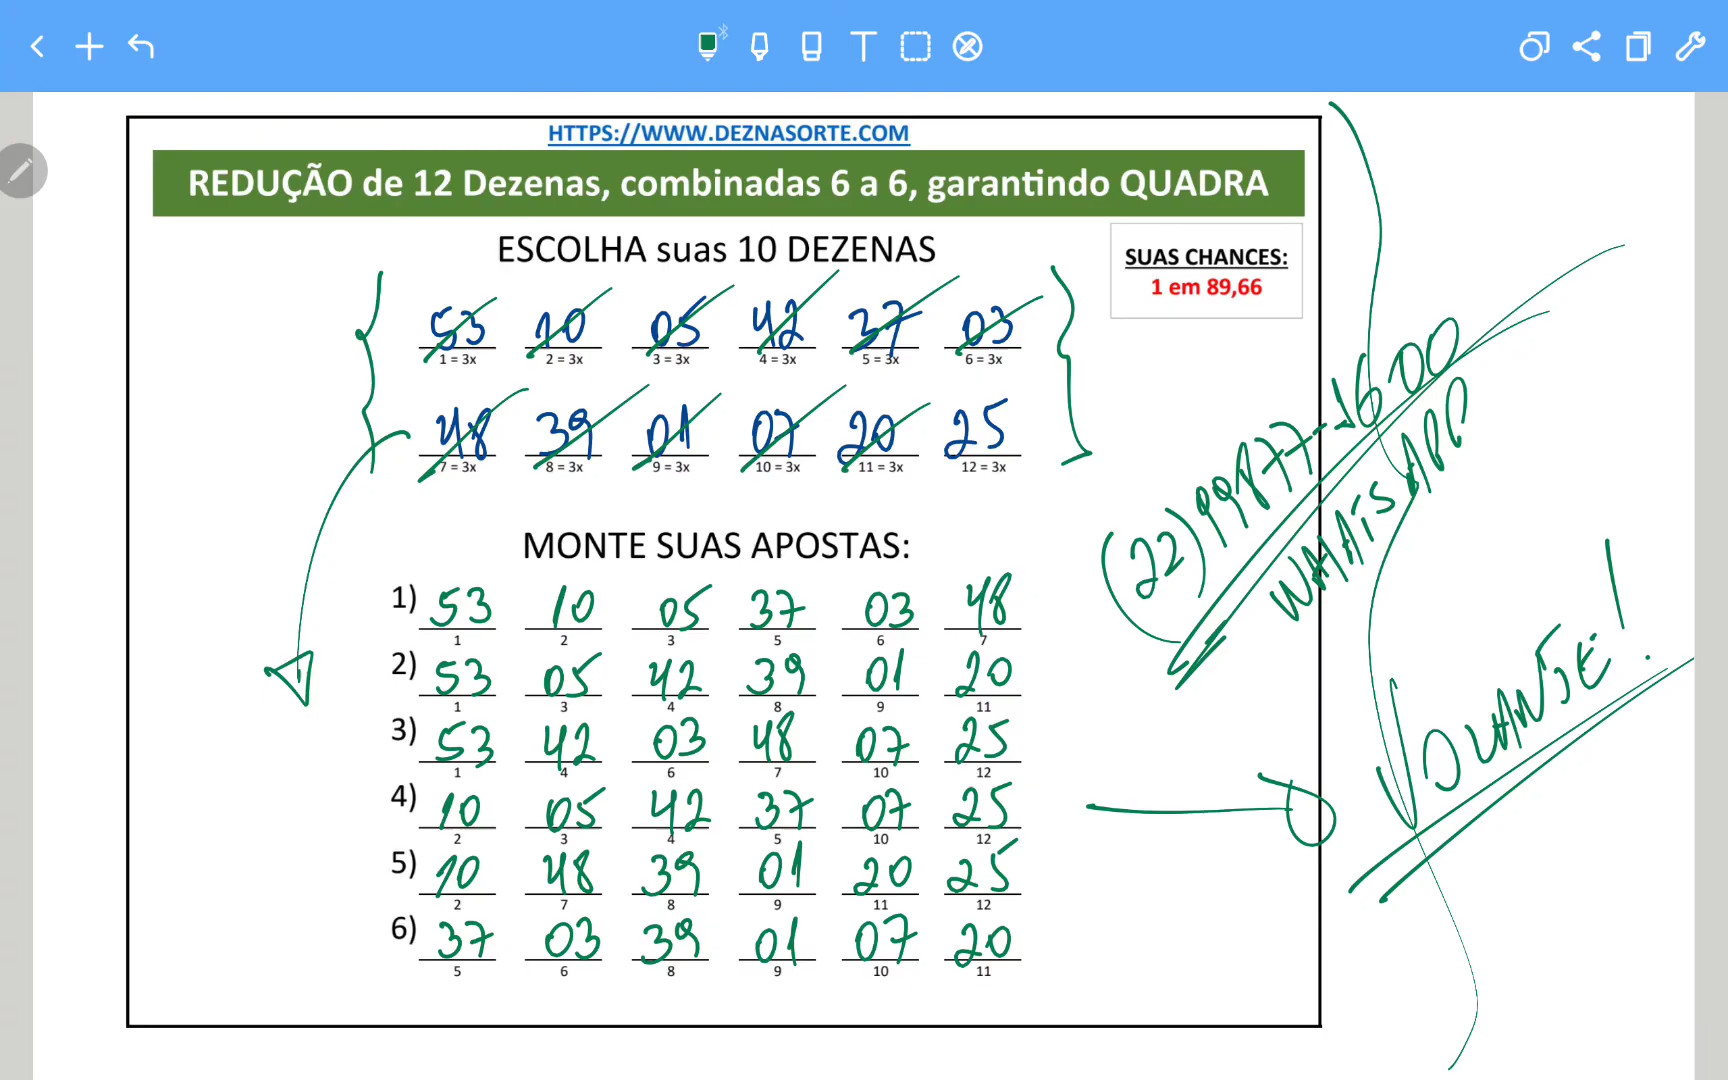 HTTPS://WWW.DEZNASORTE.COM
REDUÇÃO de 12 Dezenas, combinadas 6 a 6, garantindo QUADRA
ESCOLHA suas 10 DEZENAS
SUAS CHANCES:
1 em 89,66
53 10 05 42 37 03
1 = 3x 2 = 3x 3 = 3x 4 = 3x 5 = 3x 6 = 3x
48 39 01 07 20 25
7 = 3x 8 = 3x 9 = 3x 10 = 3x 11 = 3x 12 = 3x
(22) 99877-1600
WHATSAPP
MONTE SUAS APOSTAS:
1) 53 10 05 37 03 48
1 2 3 5 6 7
2) 53 05 42 39 01 20
1 3 4 8 9 11
3) 53 42 03 48 07 25
1 4 6 7 10 12
4) 10 05 42 37 07 25
2 3 4 5 10 12
5) 10 48 39 01 20 25
2 7 8 9 11 12
6) 37 03 39 01 07 20
5 6 8 9 10 11
VOLANTE!